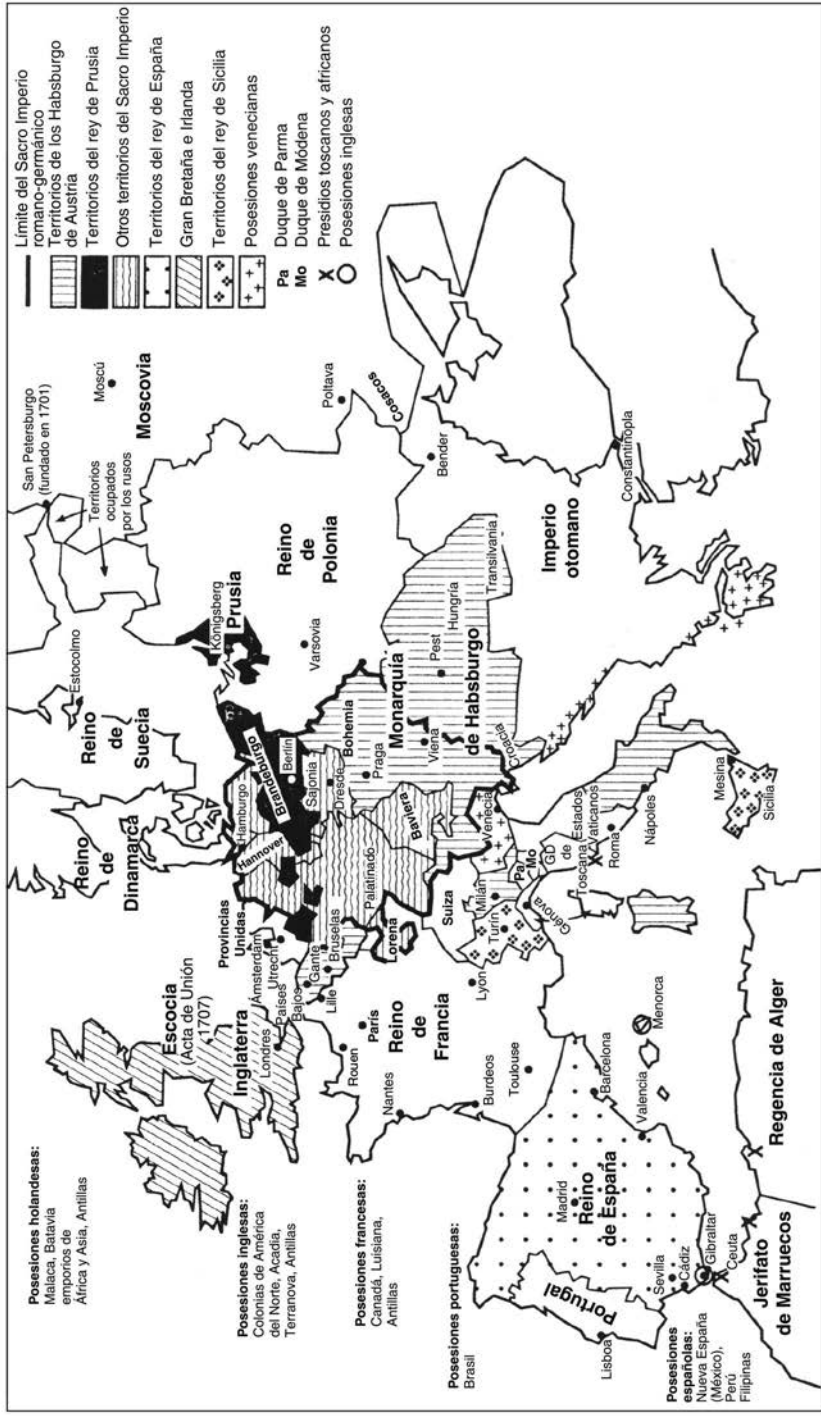 Posesiones holandesas:
Malaca, Batavia
emporios de
África y Asia, Antillas
Posesiones inglesas:
Colonias de América
del Norte, Acadia,
Terranova, Antillas
Posesiones francesas:
Canadá, Luisiana,
Antillas
Posesiones portuguesas:
Brasil
Posesiones
españolas:
Nueva España
(México),
Perú
Filipinas
Escocia
(Acta de Unión
1707)
Inglaterra
Londres
Reino
de
Dinamarca
Reino
de
Suecia
Estocolmo
San Petersburgo
(fundado en 1701)
Territorios
ocupados
por los rusos
Moscú
Moscovia
Provincias
Unidas
Ámsterdam
Utrecht
Países
Bajos
Gante
Bruselas
Lille
Hamburgo
Hannover
Brandeburgo
Berlín
Sajonia
Dresde
Königsberg
Prusia
Varsovia
Reino
de
Polonia
Poltava
Cosacos
Bender
Rouen
París
Reino
de
Francia
Nantes
Burdeos
Toulouse
Lyon
Lorena
Palatinado
Baviera
Suiza
Bohemia
Praga
Monarquía
de Habsburgo
Viena
Pest
Hungría
Transilvania
Croacia
Imperio
otomano
Constantinopla
Milán
Turín
Génova
Venecia
Pa
Mo
GD
de
Toscana
Estados
Vaticanos
Roma
Nápoles
Mesina
Sicilia
Portugal
Lisboa
Madrid
Reino
de España
Barcelona
Valencia
Menorca
Sevilla
Cádiz
Gibraltar
Ceuta
Jerifato
de Marruecos
Regencia de Alger
Límite del Sacro Imperio
romano-germánico
Territorios de los Habsburgo
de Austria
Territorios del rey de Prusia
Otros territorios del Sacro Imperio
Territorios del rey de España
Gran Bretaña e Irlanda
Territorios del rey de Sicilia
Posesiones venecianas
Pa Duque de Parma
Mo Duque de Módena
X Presidios toscanos y africanos
Posesiones inglesas